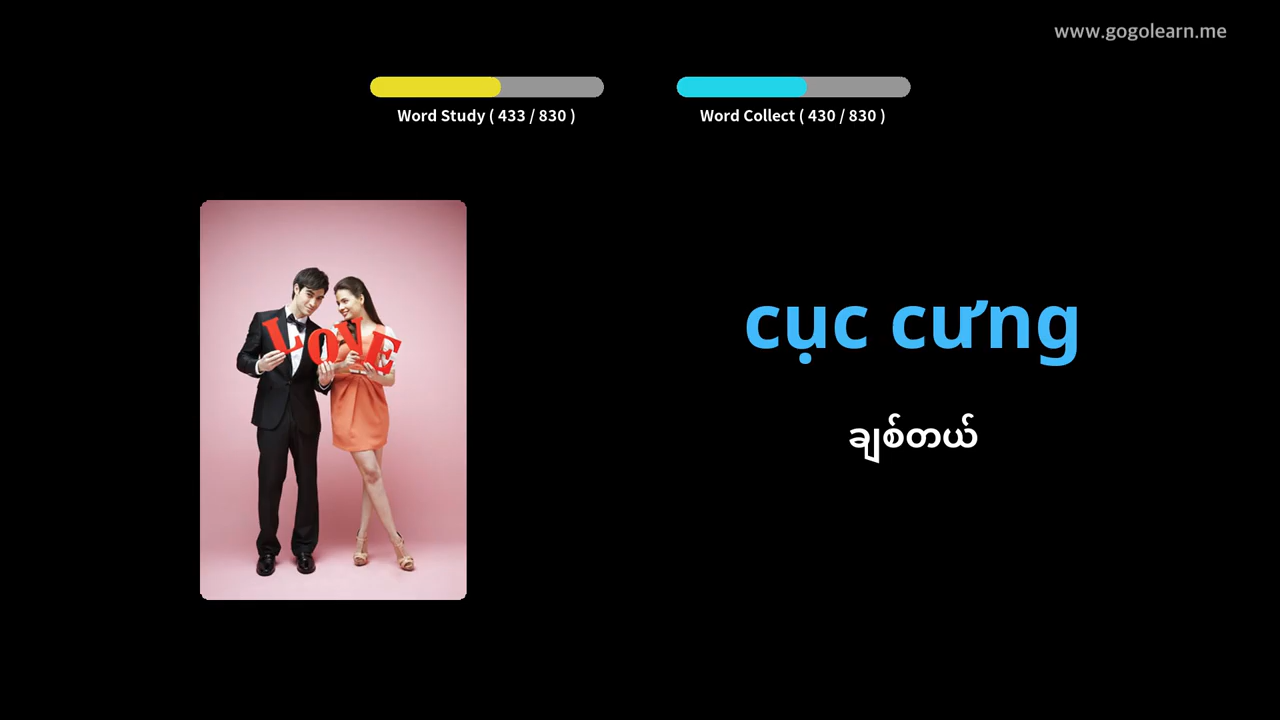 www.gogolearn.me
Word Study ( 433 / 830 )
Word Collect ( 430 / 830 )
LOVE
cục cưng
ချစ်တယ်